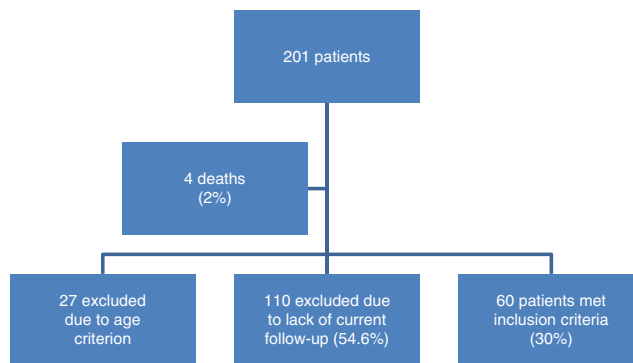 201 patients
4 deaths
(2%)
27 excluded
due to age
criterion
110 excluded due
to lack of current
follow-up (54.6%)
60 patients met
inclusion criteria
(30%)